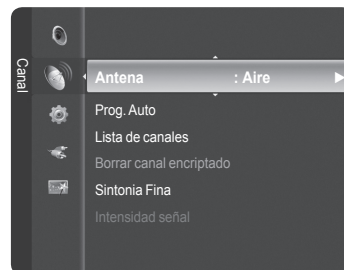 Canal
Antena : Aire
Prog. Auto
Lista de canales
Borrar canal encriptado
Sintonia Fina
Intensidad señal